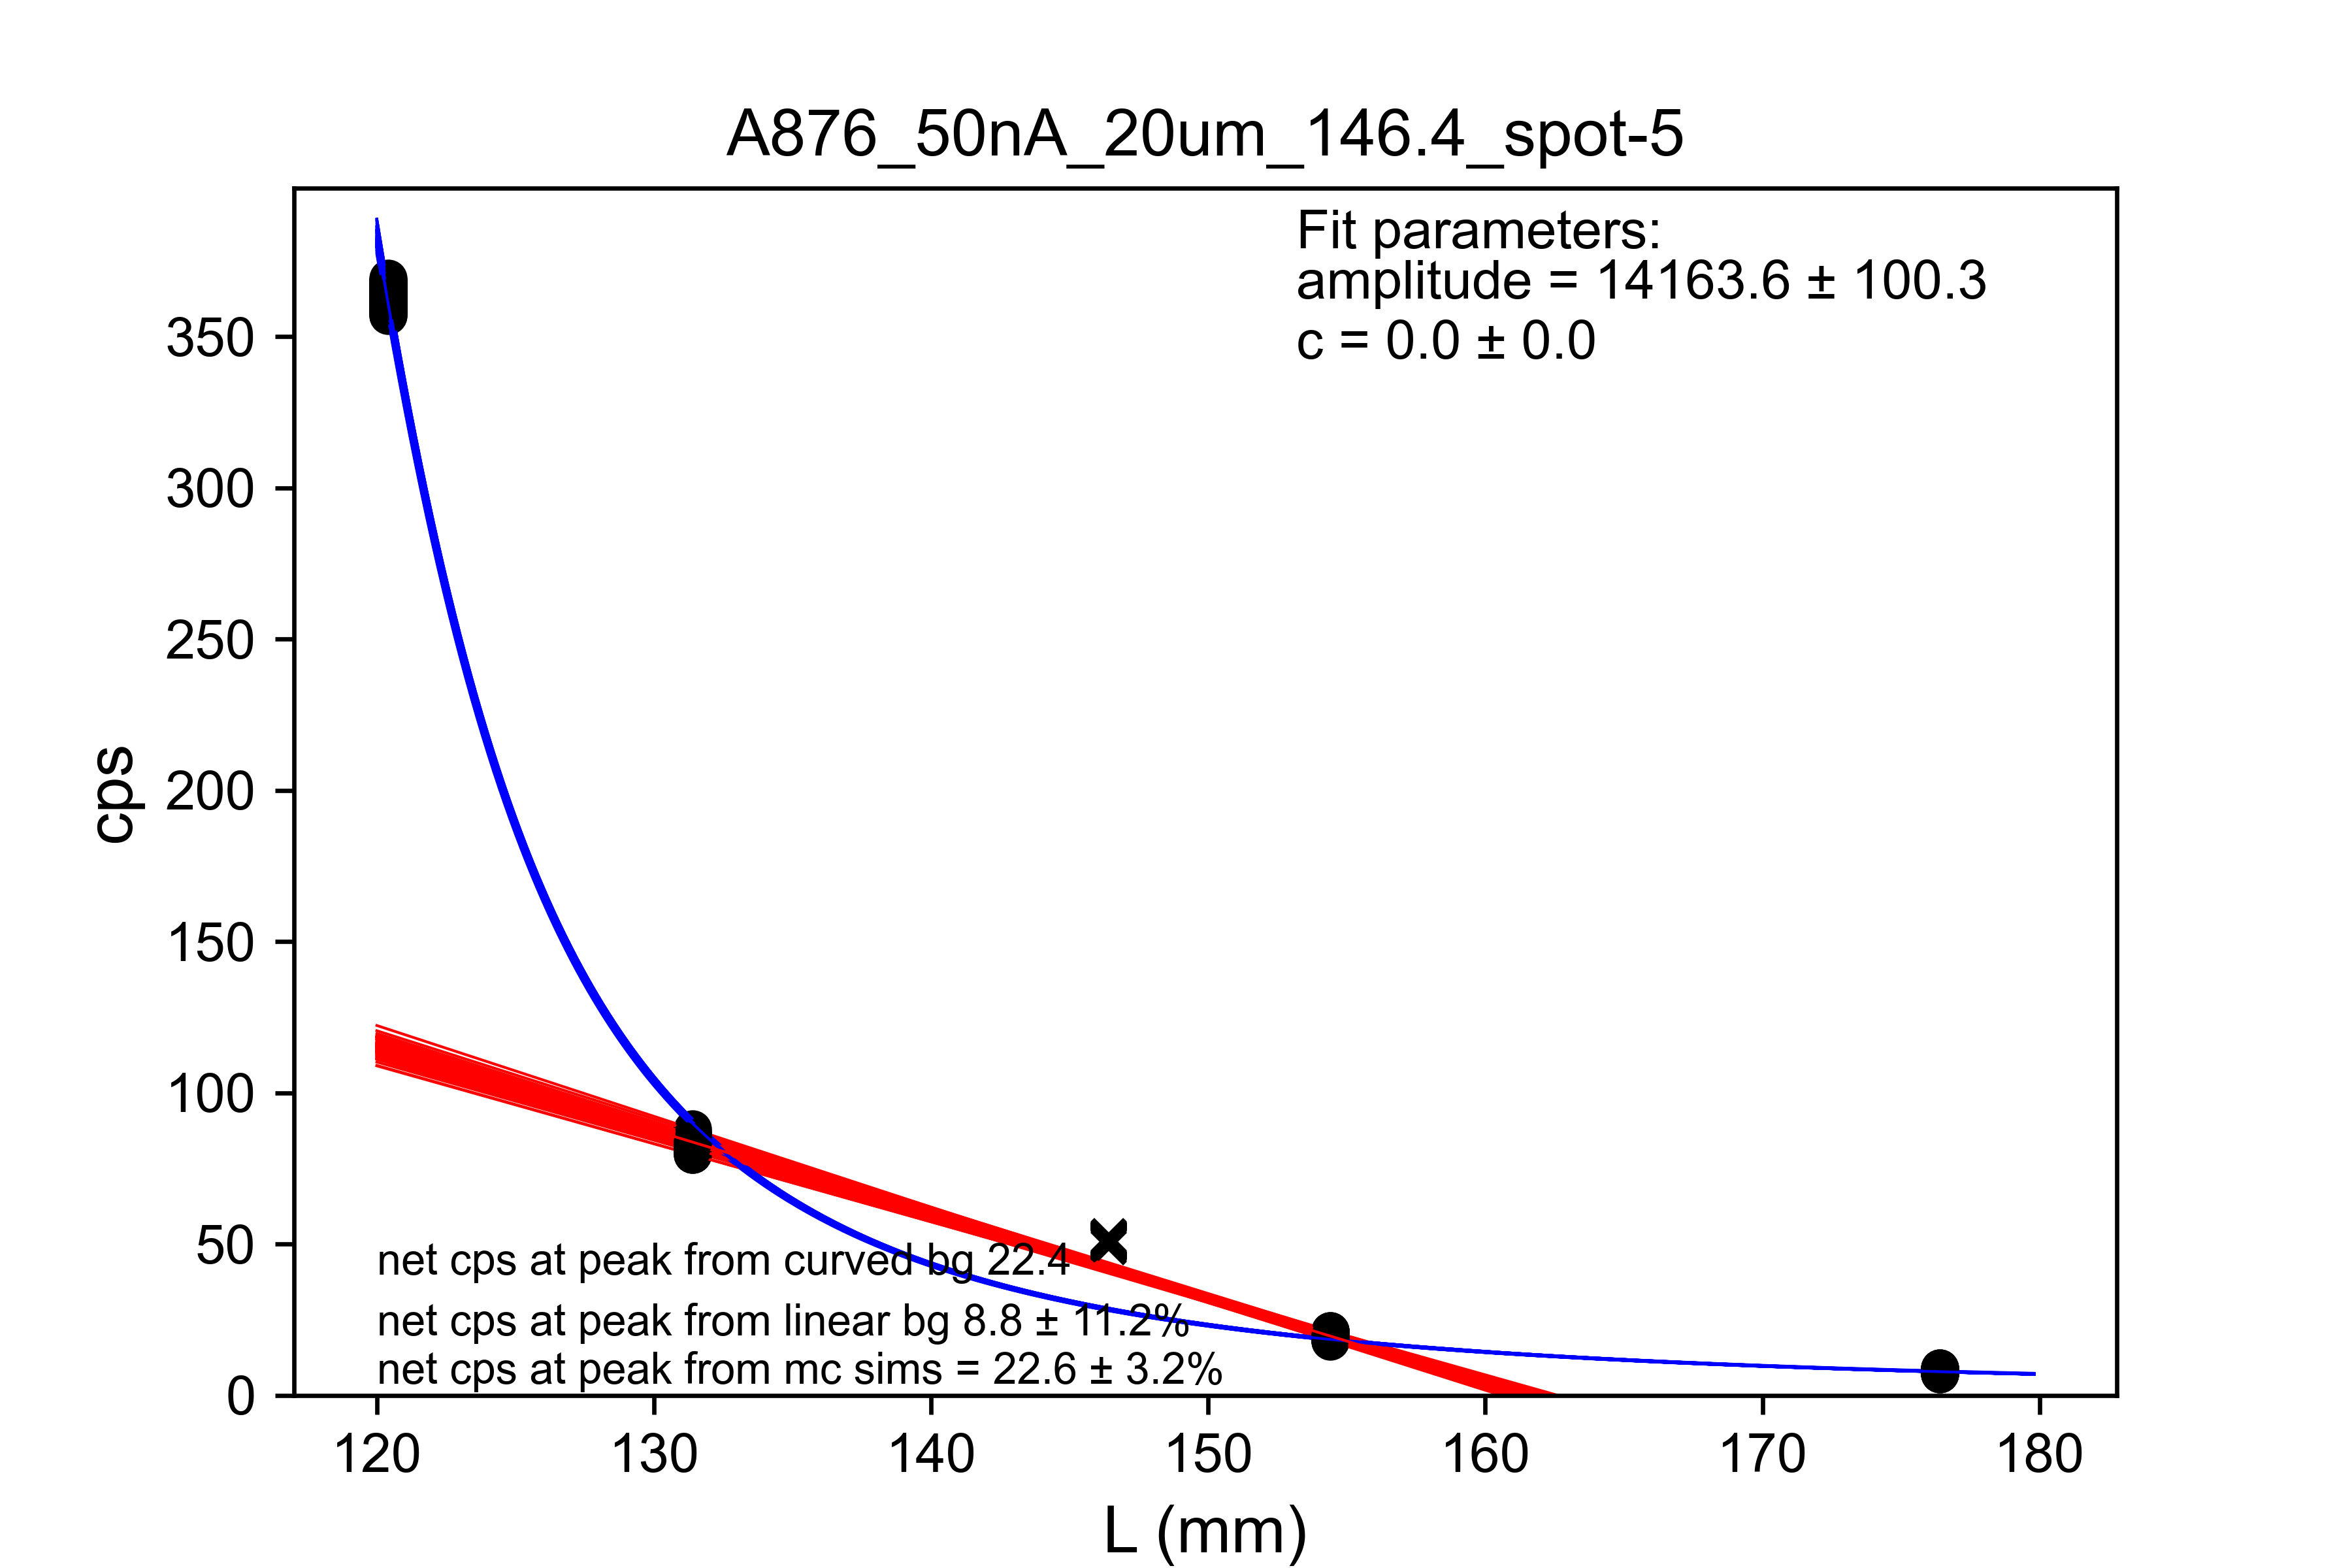 A876_50nA_20um_146.4_spot-5
Fit parameters:
amplitude = 14163.6 ± 100.3
c = 0.0 ± 0.0
350
300
250
200
150
100
50
0
cps
net cps at peak from curved bg 22.4
net cps at peak from linear bg 8.8 ± 11.2%
net cps at peak from mc sims = 22.6 ± 3.2%
120 130 140 150 160 170 180
L (mm)